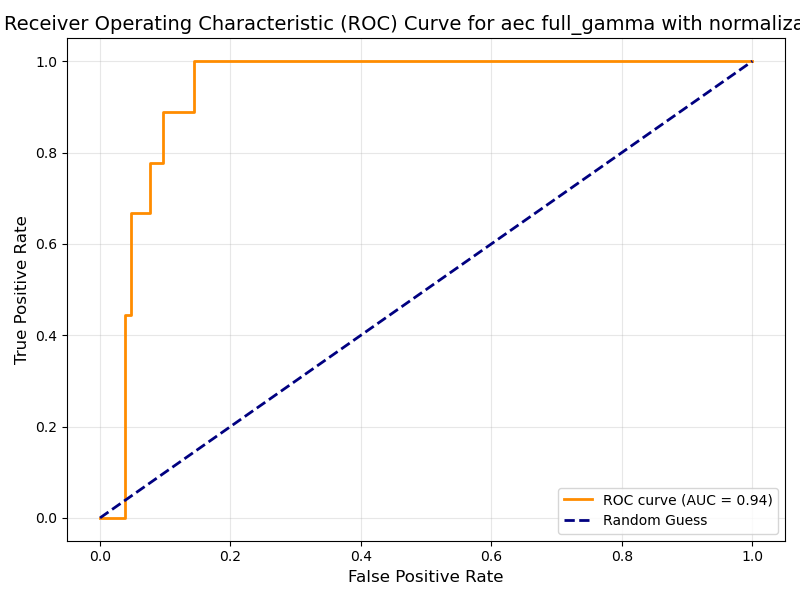 Receiver Operating Characteristic (ROC) Curve for aec full_gamma with normaliza
1.0
0.8
0.6
0.4
0.2
0.0
True Positive Rate
0.0 0.2 0.4 0.6 0.8 1.0
False Positive Rate
ROC curve (AUC = 0.94)
Random Guess